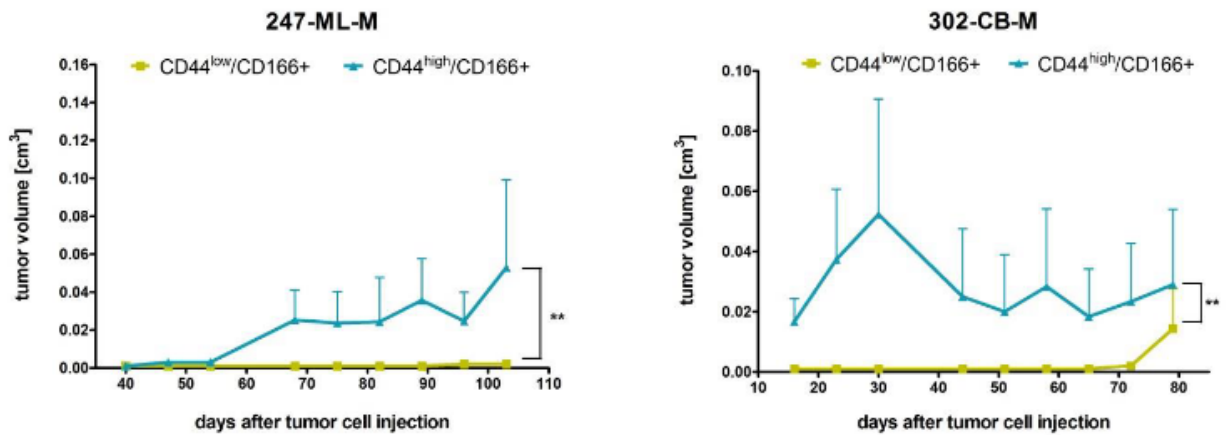 247-ML-M
CD44low/CD166+ CD44high/CD166+
tumor volume [cm3]
0.16
0.14
0.12
0.10
0.08
0.06
0.04
0.02
0.00
**
40 50 60 70 80 90 100 110
days after tumor cell injection
302-CB-M
CD44low/CD166+ CD44high/CD166+
tumor volume [cm3]
0.10
0.08
0.06
0.04
0.02
0.00
**
10 20 30 40 50 60 70 80
days after tumor cell injection